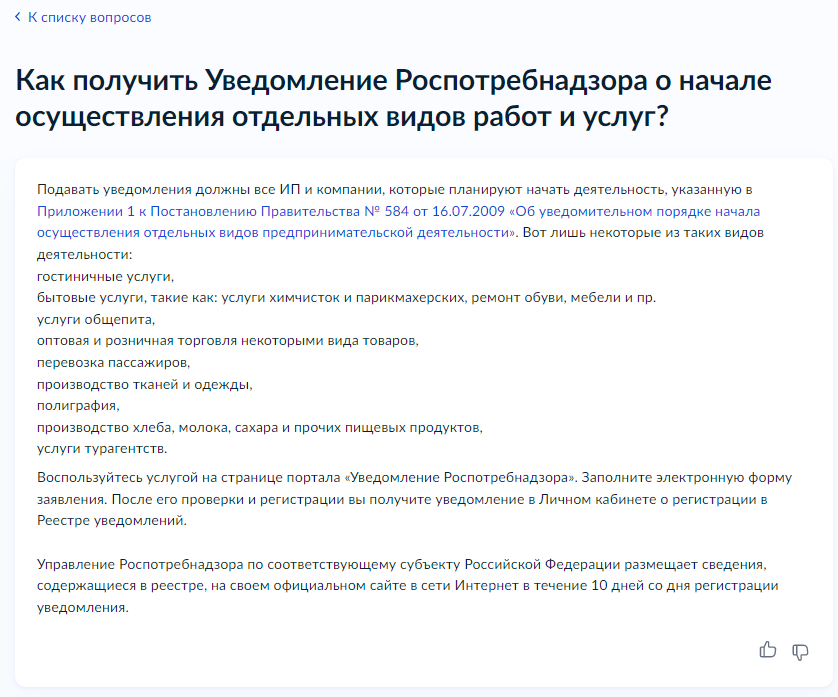 К списку вопросов
Как получить Уведомление Роспотребнадзора о начале
осуществления отдельных видов работ и услуг?
Подавать уведомления должны все ИП и компании, которые планируют начать деятельность, указанную в
Приложении 1 к Постановлению Правительства № 584 от 16.07.2009 «Об уведомительном порядке начала
осуществления отдельных видов предпринимательской деятельности». Вот лишь некоторые из таких видов
деятельности:
гостиничные услуги,
бытовые услуги, такие как: услуги химчисток и парикмахерских, ремонт обуви, мебели и пр.
услуги общепита,
оптовая и розничная торговля некоторыми вида товаров,
перевозка пассажиров,
производство тканей и одежды,
полиграфия,
производство хлеба, молока, сахара и прочих пищевых продуктов,
услуги турагентств.
Воспользуйтесь услугой на странице портала «Уведомление Роспотребнадзора». Заполните электронную форму
заявления. После его проверки и регистрации вы получите уведомление в Личном кабинете о регистрации в
Реестре уведомлений.
Управление Роспотребнадзора по соответствующему субъекту Российской Федерации размещает сведения,
содержащиеся в реестре, на своем официальном сайте в сети Интернет в течение 10 дней со дня регистрации
уведомления.